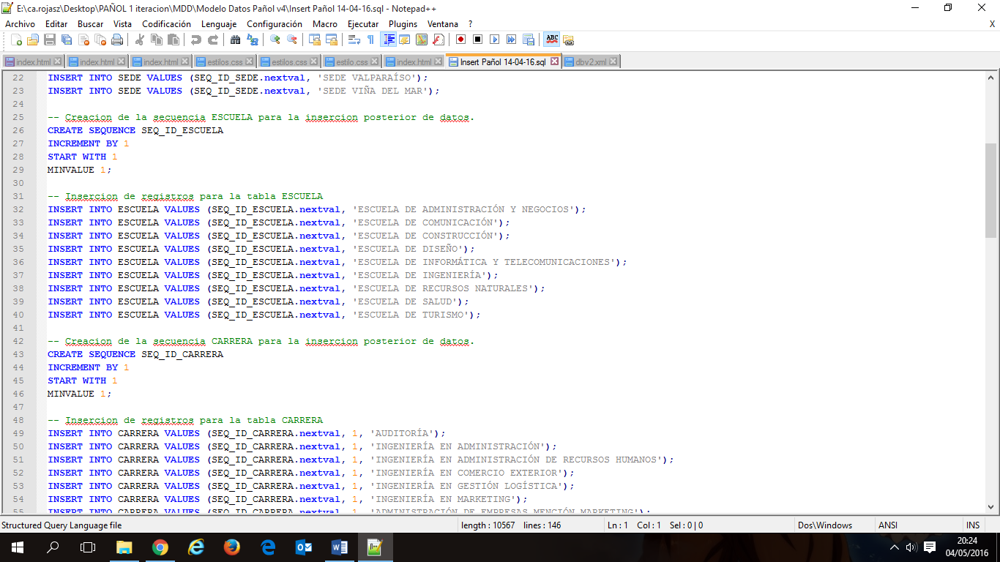 E:\ca.rojasz\Desktop\PAÑOL 1 iteracion\MDD\Modelo Datos Pañol v4\Insert Pañol 14-04-16.sql - Notepad++
Archivo Editar Buscar Vista Codificación Lenguaje Configuración Macro Ejecutar Plugins Ventana ? X
index.html index.html index.html estilos.css estilos.css estilo.css index.html Insert Pañol 14-04-16.sql dbv2.xml
22 INSERT INTO SEDE VALUES (SEQ_ID_SEDE.nextval, 'SEDE VALPARAÍSO');
23 INSERT INTO SEDE VALUES (SEQ_ID_SEDE.nextval, 'SEDE VIÑA DEL MAR');
24
25 -- Creacion de la secuencia ESCUELA para la insercion posterior de datos.
26 CREATE SEQUENCE SEQ_ID_ESCUELA
27 INCREMENT BY 1
28 START WITH 1
29 MINVALUE 1;
30
31 -- Insercion de registros para la tabla ESCUELA
32 INSERT INTO ESCUELA VALUES (SEQ_ID_ESCUELA.nextval, 'ESCUELA DE ADMINISTRACIÓN Y NEGOCIOS');
33 INSERT INTO ESCUELA VALUES (SEQ_ID_ESCUELA.nextval, 'ESCUELA DE COMUNICACIÓN');
34 INSERT INTO ESCUELA VALUES (SEQ_ID_ESCUELA.nextval, 'ESCUELA DE CONSTRUCCIÓN');
35 INSERT INTO ESCUELA VALUES (SEQ_ID_ESCUELA.nextval, 'ESCUELA DE DISEÑO');
36 INSERT INTO ESCUELA VALUES (SEQ_ID_ESCUELA.nextval, 'ESCUELA DE INFORMÁTICA Y TELECOMUNICACIONES');
37 INSERT INTO ESCUELA VALUES (SEQ_ID_ESCUELA.nextval, 'ESCUELA DE INGENIERÍA');
38 INSERT INTO ESCUELA VALUES (SEQ_ID_ESCUELA.nextval, 'ESCUELA DE RECURSOS NATURALES');
39 INSERT INTO ESCUELA VALUES (SEQ_ID_ESCUELA.nextval, 'ESCUELA DE SALUD');
40 INSERT INTO ESCUELA VALUES (SEQ_ID_ESCUELA.nextval, 'ESCUELA DE TURISMO');
41
42 -- Creacion de la secuencia CARRERA para la insercion posterior de datos.
43 CREATE SEQUENCE SEQ_ID_CARRERA
44 INCREMENT BY 1
45 START WITH 1
46 MINVALUE 1;
47
48 -- Insercion de registros para la tabla CARRERA
49 INSERT INTO CARRERA VALUES (SEQ_ID_CARRERA.nextval, 1, 'AUDITORÍA');
50 INSERT INTO CARRERA VALUES (SEQ_ID_CARRERA.nextval, 1, 'INGENIERÍA EN ADMINISTRACIÓN');
51 INSERT INTO CARRERA VALUES (SEQ_ID_CARRERA.nextval, 1, 'INGENIERÍA EN ADMINISTRACIÓN DE RECURSOS HUMANOS');
52 INSERT INTO CARRERA VALUES (SEQ_ID_CARRERA.nextval, 1, 'INGENIERÍA EN COMERCIO EXTERIOR');
53 INSERT INTO CARRERA VALUES (SEQ_ID_CARRERA.nextval, 1, 'INGENIERÍA EN GESTIÓN LOGÍSTICA');
54 INSERT INTO CARRERA VALUES (SEQ_ID_CARRERA.nextval, 1, 'INGENIERÍA EN MARKETING');
55 INSERT INTO CARRERA VALUES (SEQ_ID_CARRERA.nextval, 1, 'ADMINISTRACIÓN DE EMPRESAS MENCIÓN MARKETING');
Structured Query Language file length : 10567 lines : 146 Ln : 1 Col : 1 Sel : 0 | 0 Dos\Windows ANSI INS
20:24
04/05/2016